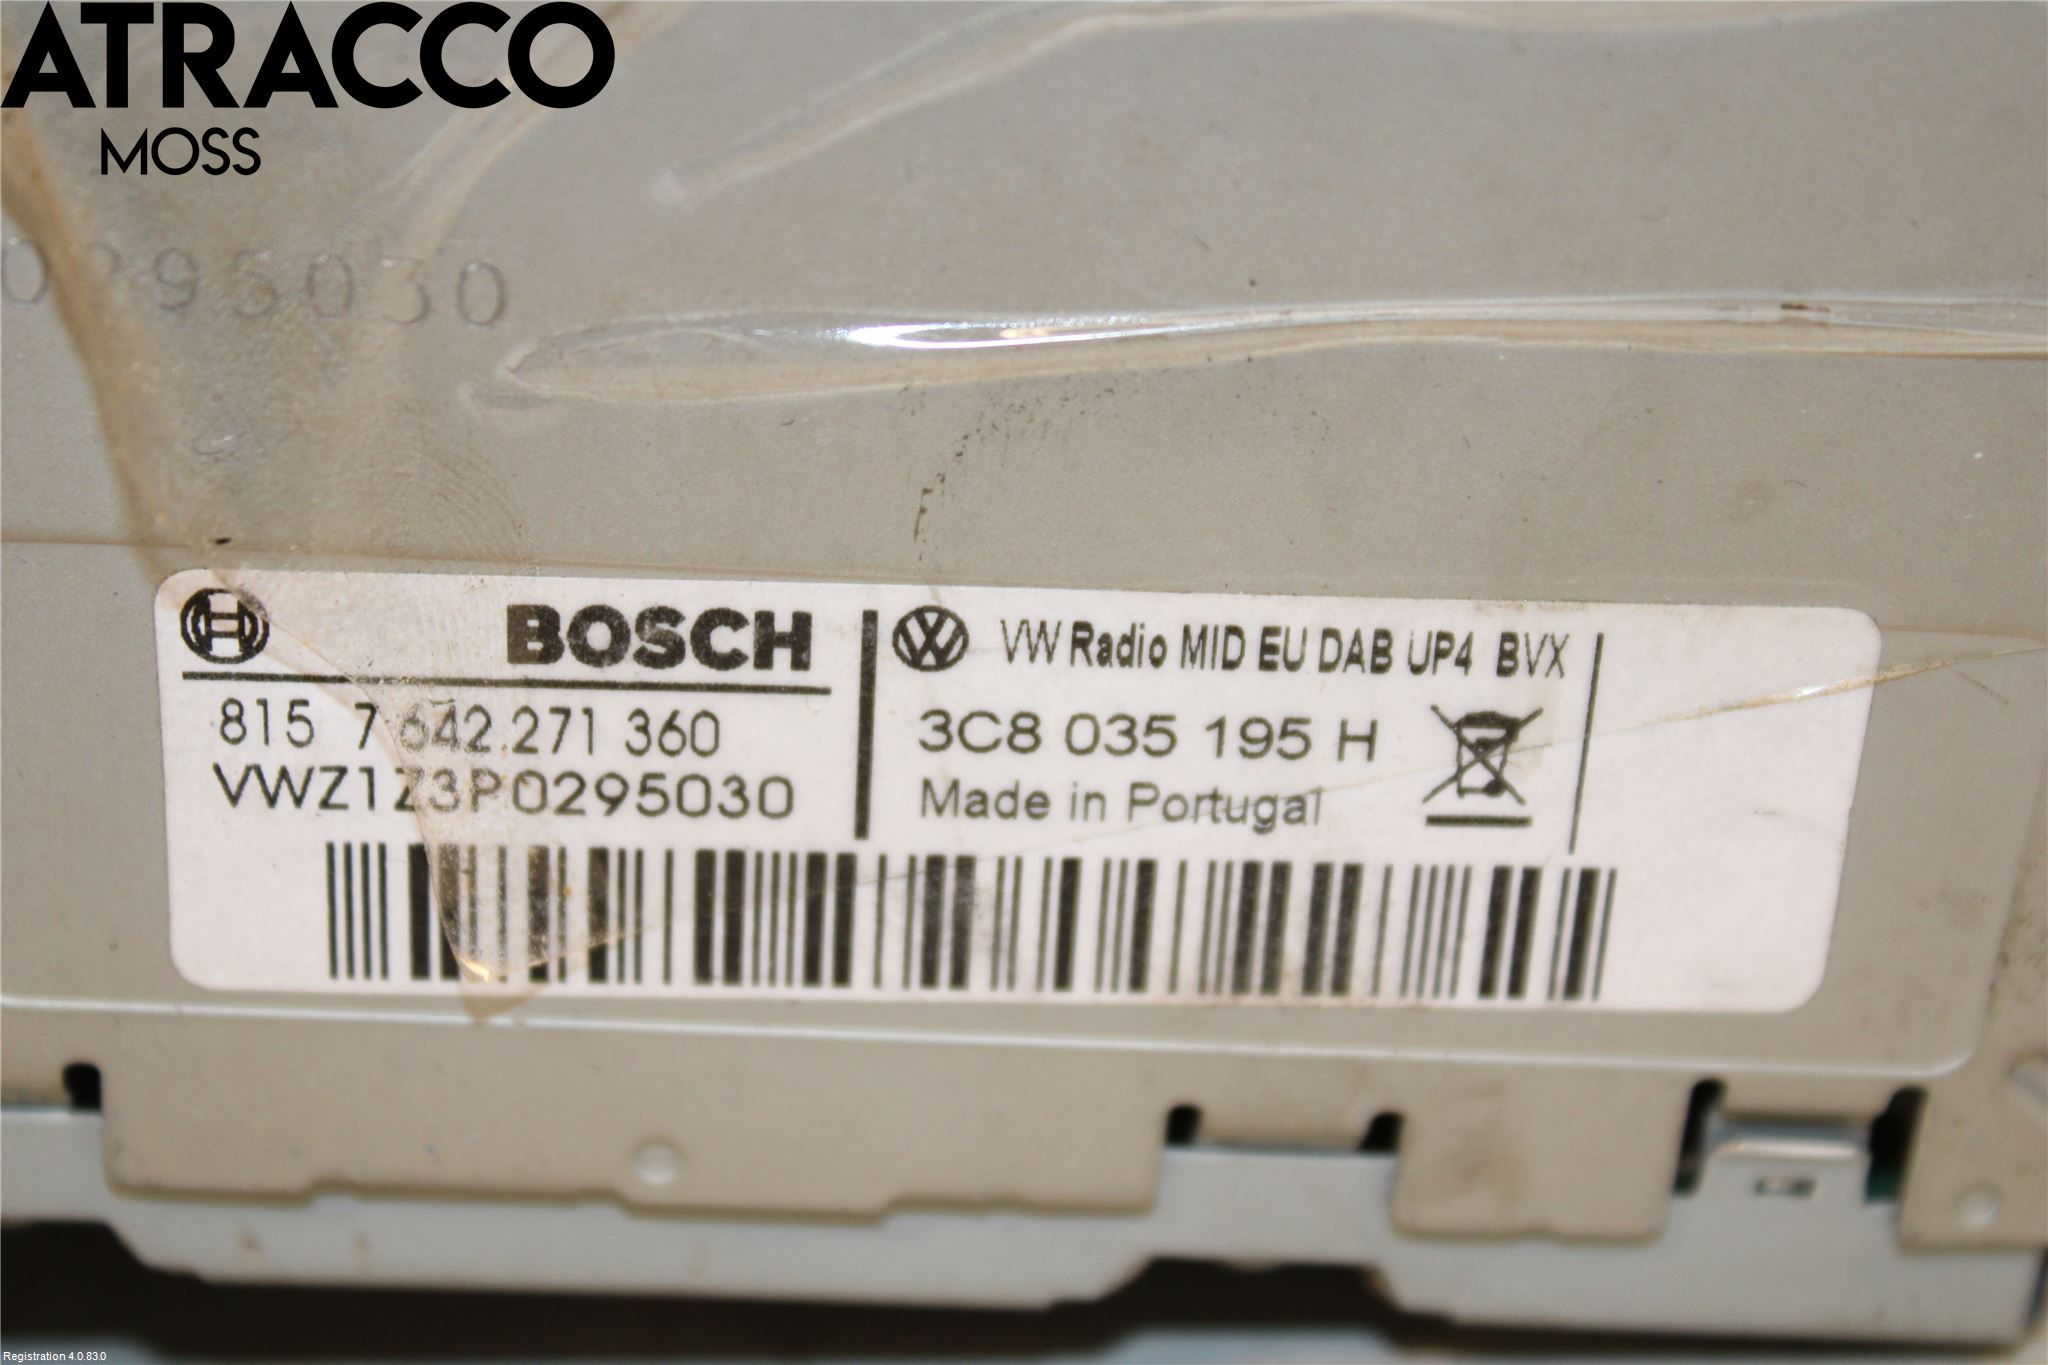 ATRACCO
MOSS
0295030
BOSCH
815 7 642 271 360
VWZ1Z3P0295030
VW Radio MID EU DAB UP4 BVX
3C8 035 195 H
Made in Portugal
Registration 4.0.83.0